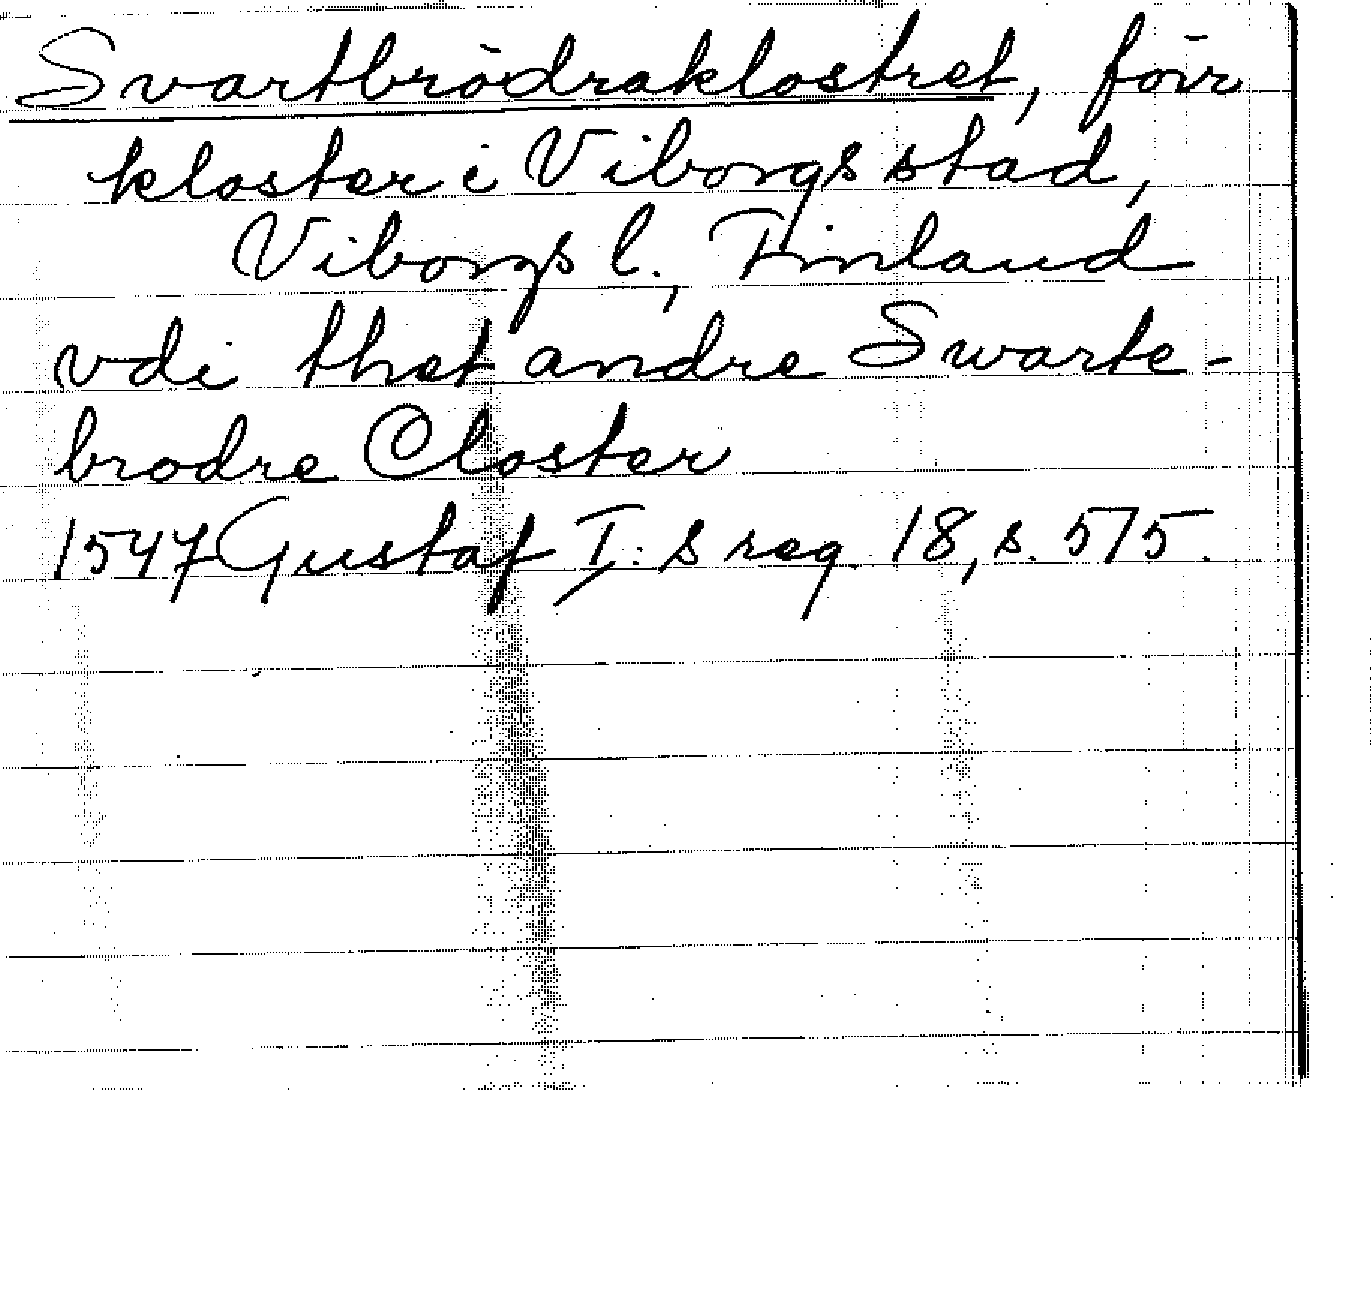 Svartbrödraklostret, förr
kloster i Viborgs stad,
Viborgs l., Finland
vdi thet andre Swarte-
brodre Closter
1547 Gustaf I:s reg 18, s. 575.